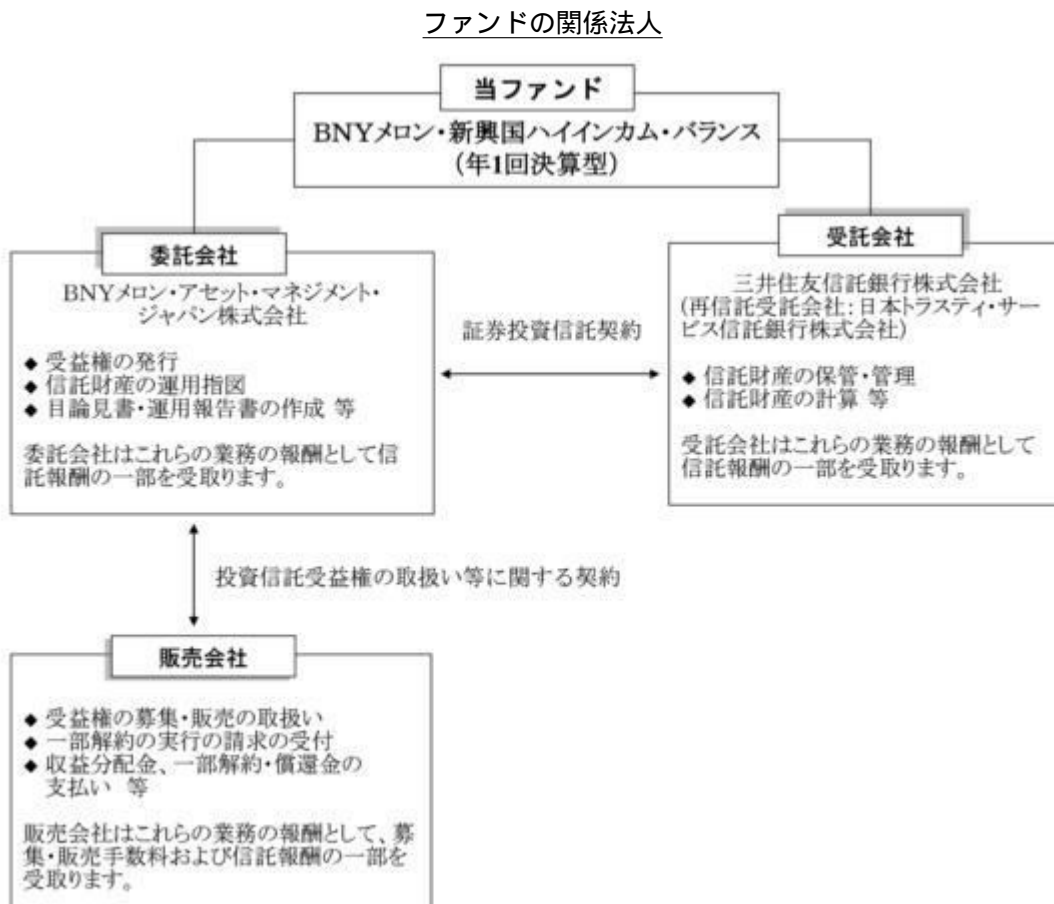 ファンドの関係法人
当ファンド
BNYメロン・新興国ハイインカム・バランス
(年1回決算型)
委託会社
BNYメロン・アセット・マネジメント・
ジャパン株式会社
◆ 受益権の発行
◆ 信託財産の運用指図
◆ 目論見書・運用報告書の作成 等
委託会社はこれらの業務の報酬として信
託報酬の一部を受取ります。
証券投資信託契約
受託会社
三井住友信託銀行株式会社
(再信託受託会社:日本トラスティ・サー
ビス信託銀行株式会社)
◆ 信託財産の保管・管理
◆ 信託財産の計算 等
受託会社はこれらの業務の報酬として
信託報酬の一部を受取ります。
投資信託受益権の取扱い等に関する契約
販売会社
◆ 受益権の募集・販売の取扱い
◆ 一部解約の実行の請求の受付
◆ 収益分配金、一部解約・償還金の
支払い 等
販売会社はこれらの業務の報酬として、募
集・販売手数料および信託報酬の一部を
受取ります。